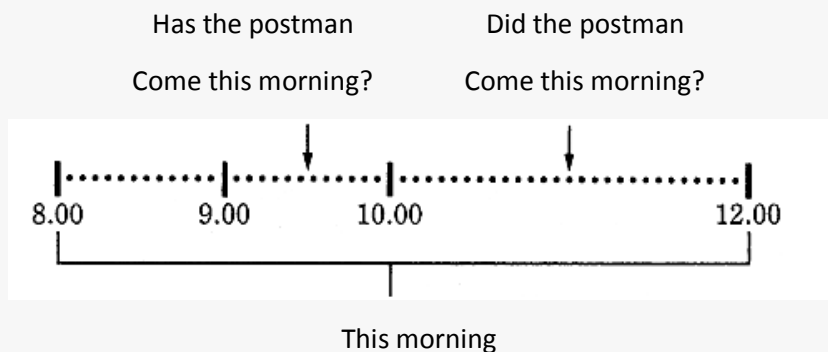 Has the postman Did the postman
Come this morning? Come this morning?
8.00 9.00 10.00 12.00
This morning